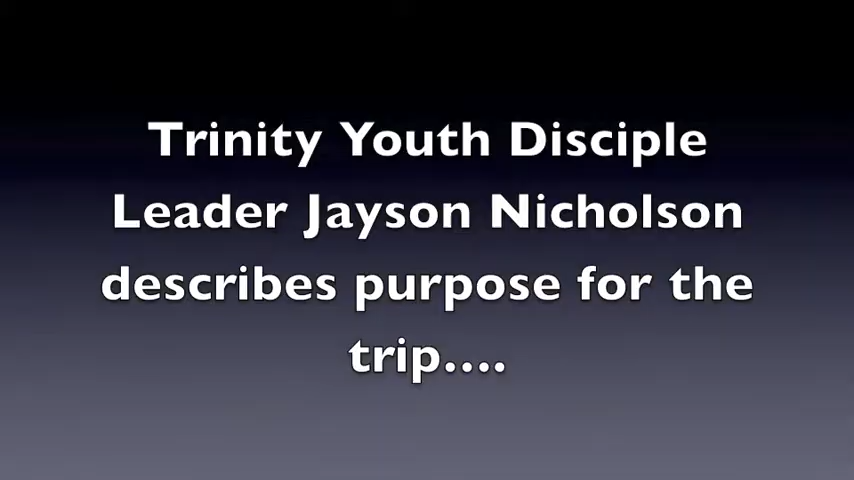 Trinity Youth Disciple
Leader Jayson Nicholson
describes purpose for the
trip....